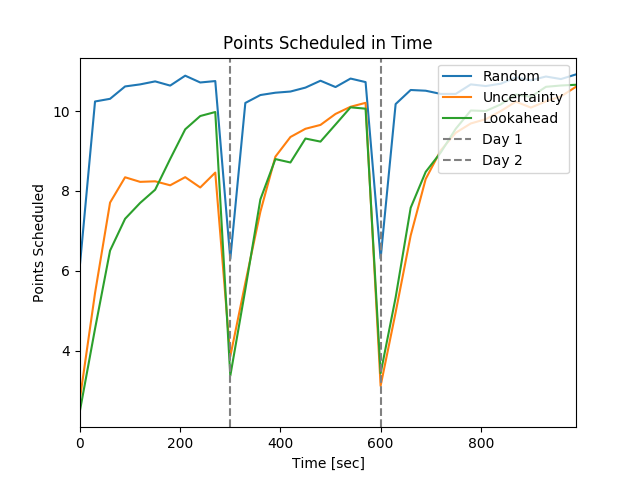 Points Scheduled in Time
Random
Uncertainty
Lookahead
Day 1
Day 2
Points Scheduled
10
8
6
4
0
200
400
600
800
Time [sec]